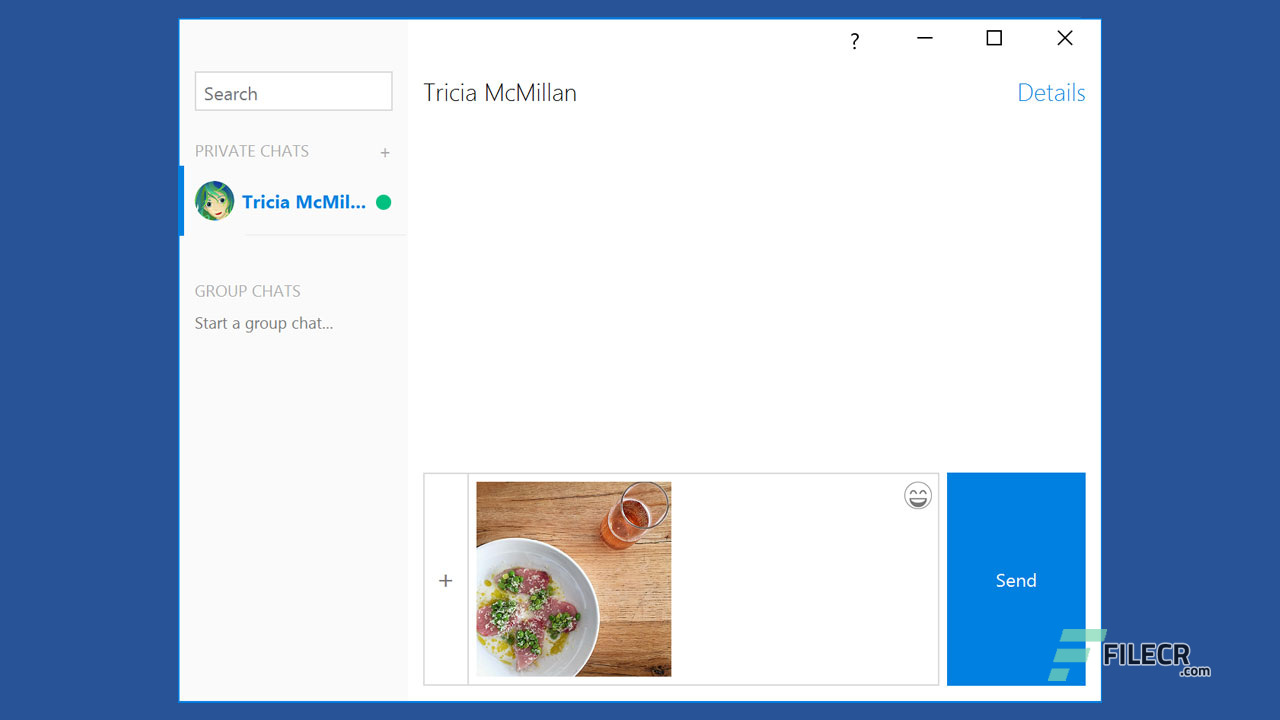 ?
Search
Tricia McMillan
Details
PRIVATE CHATS +
Tricia McMil...
GROUP CHATS
Start a group chat...
+
Send
FILECR
.com